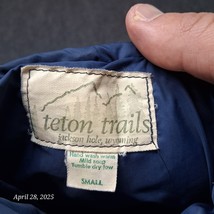 teton trails
jackson hole, wyoming
Hand wash warm
Mild soap
Tumble dry low
SMALL
April 28, 2025